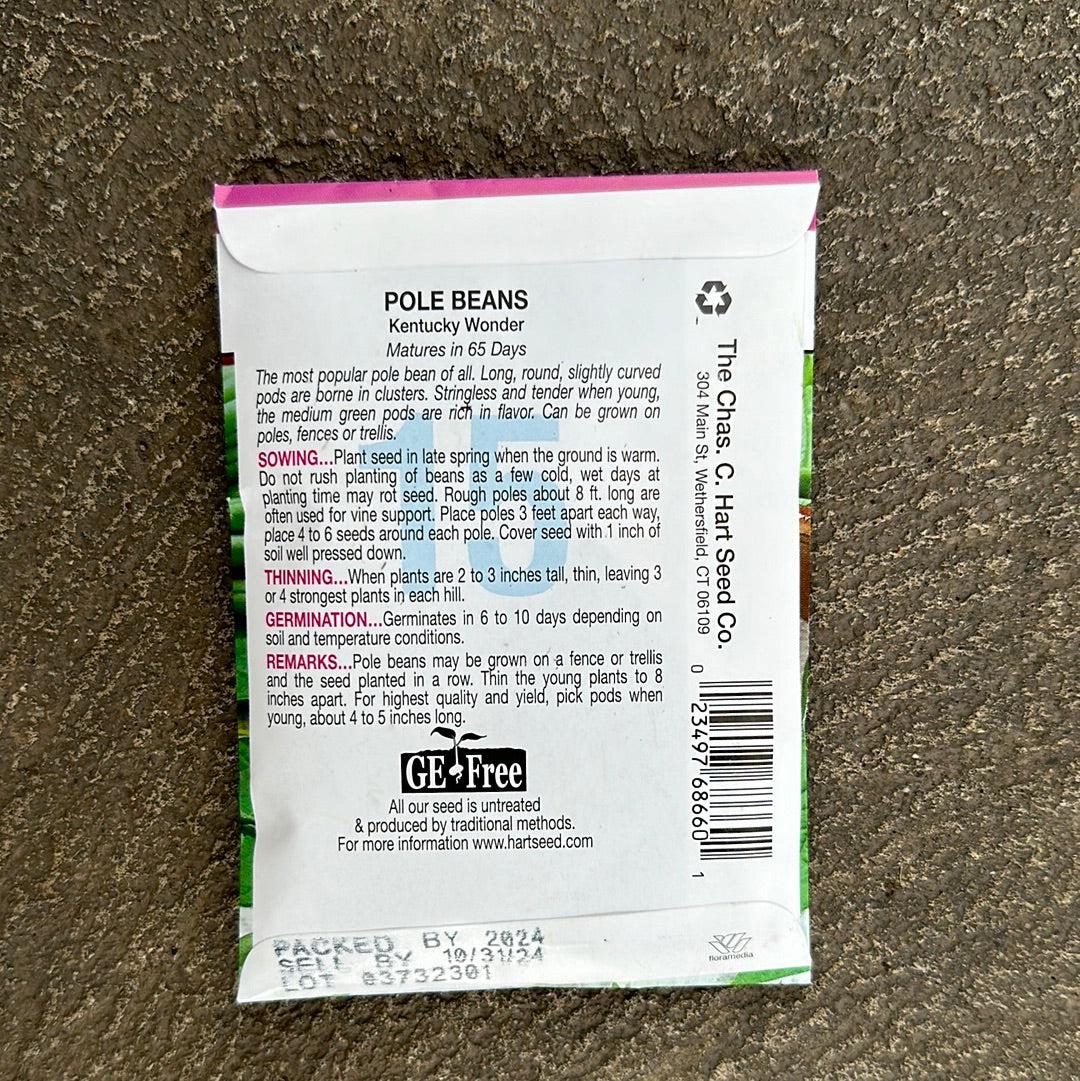 POLE BEANS
Kentucky Wonder
Matures in 65 Days
The most popular pole bean of all. Long, round, slightly curved
pods are borne in clusters. Stringless and tender when young,
the medium green pods are rich in flavor. Can be grown on
poles, fences or trellis.
SOWING...Plant seed in late spring when the ground is warm.
Do not rush planting of beans as a few cold, wet days at
planting time may rot seed. Rough poles about 8 ft. long are
often used for vine support. Place poles 3 feet apart each way,
place 4 to 6 seeds around each pole. Cover seed with 1 inch of
soil well pressed down.
15
THINNING...When plants are 2 to 3 inches tall, thin, leaving 3
or 4 strongest plants in each hill.
GERMINATION...Germinates in 6 to 10 days depending on
soil and temperature conditions.
REMARKS...Pole beans may be grown on a fence or trellis
and the seed planted in a row. Thin the young plants to 8
inches apart. For highest quality and yield, pick pods when
young, about 4 to 5 inches long.
GE Free
All our seed is untreated
& produced by traditional methods.
For more information www.hartseed.com
The Chas. C. Hart Seed Co.
304 Main St, Wethersfield, CT 06109
0 23497 68660 1
floramedia
PACKED BY 2024
SELL BY 10/31/24
LOT 03732301